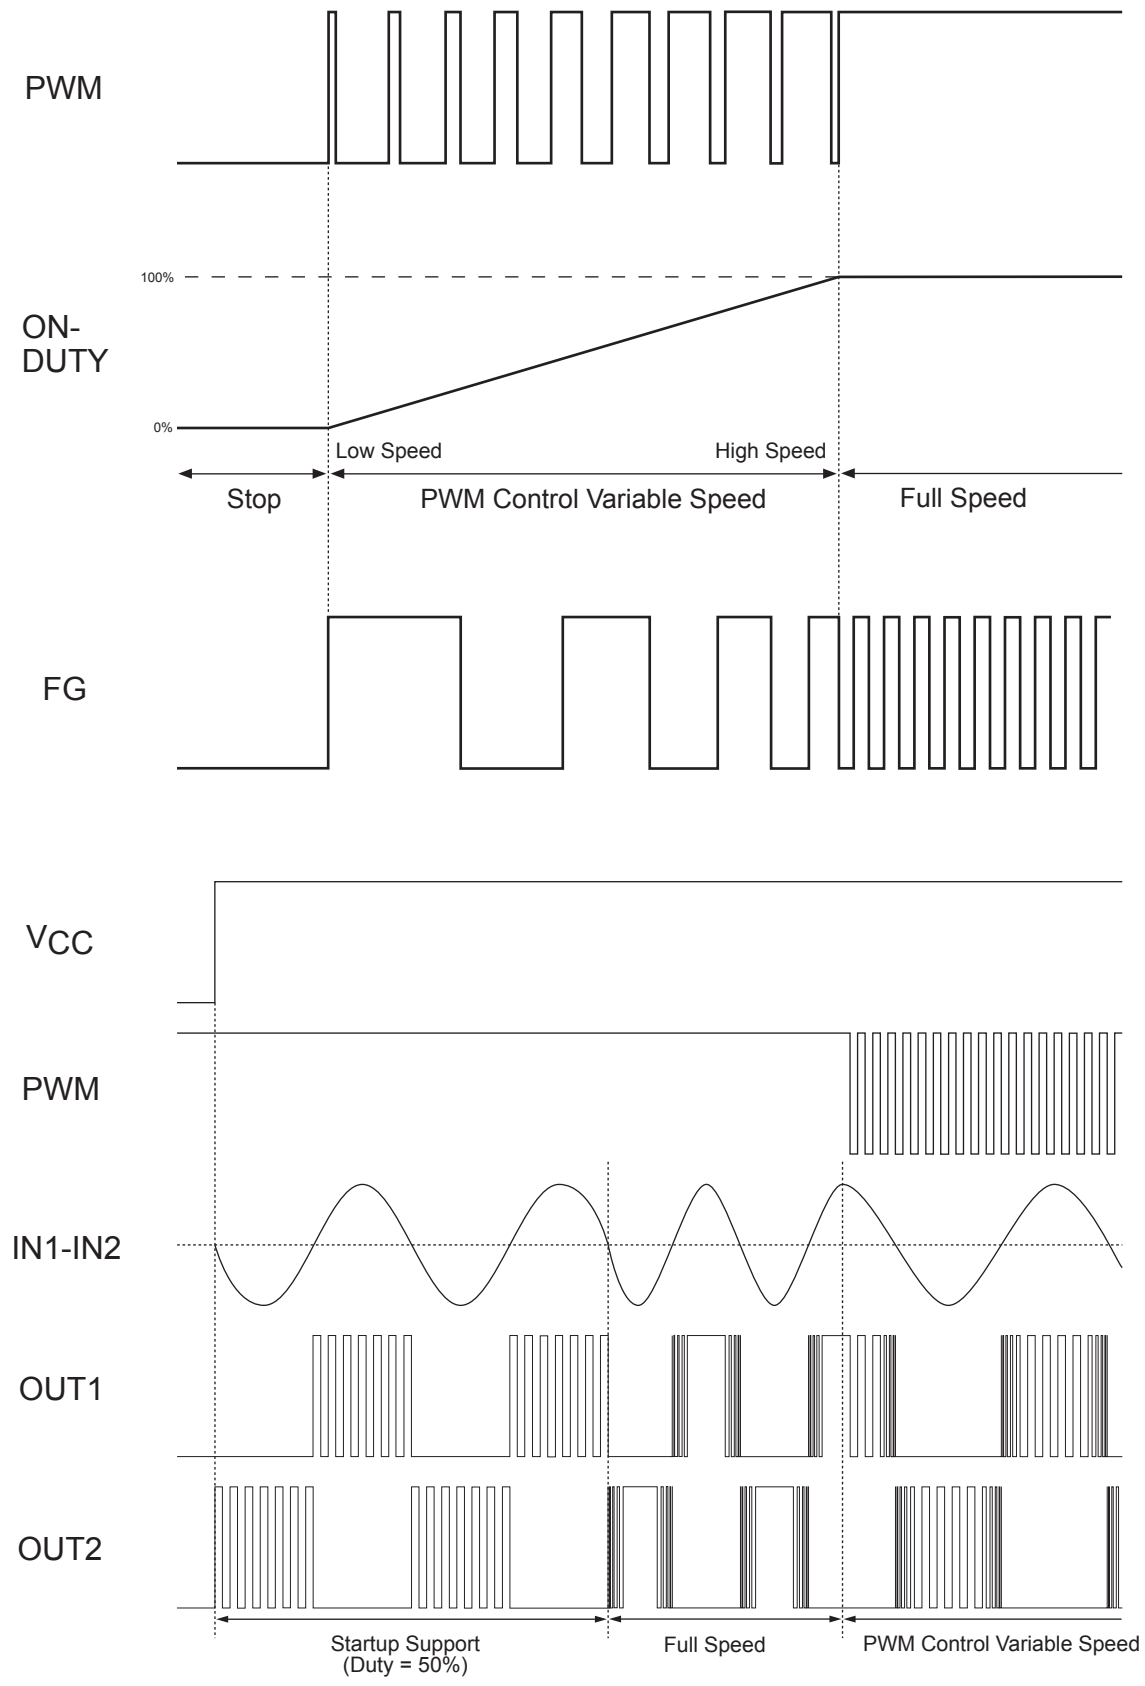 PWM
100%
ON-
DUTY
0%
Low Speed
High Speed
Stop
PWM Control Variable Speed
Full Speed
FG
VCC
PWM
IN1-IN2
OUT1
OUT2
Startup Support
(Duty = 50%)
Full Speed
PWM Control Variable Speed